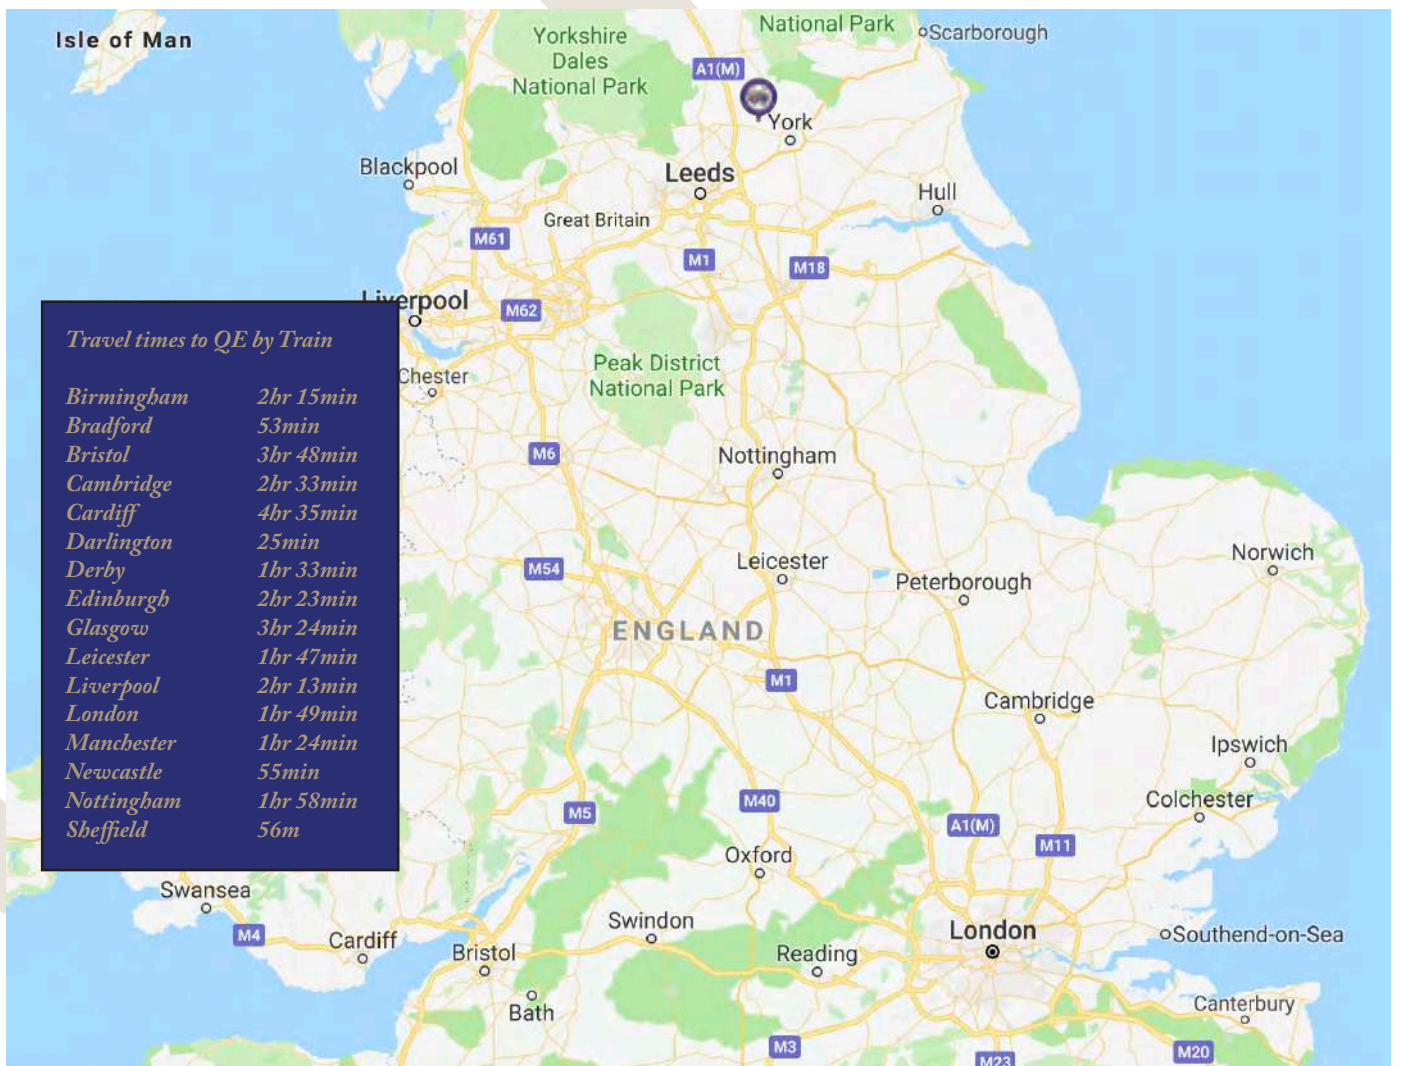 Isle of Man
Yorkshire
Dales
National Park
National Park
Scarborough
A1(M)
York
Blackpool
Leeds
Hull
Great Britain
M61
M1
M18
Liverpool
M62
Travel times to QE by Train
Birmingham 2hr 15min
Bradford 53min
Bristol 3hr 48min
Cambridge 2hr 33min
Cardiff 4hr 35min
Darlington 25min
Derby 1hr 33min
Edinburgh 2hr 23min
Glasgow 3hr 24min
Leicester 1hr 47min
Liverpool 2hr 13min
London 1hr 49min
Manchester 1hr 24min
Newcastle 55min
Nottingham 1hr 58min
Sheffield 56m
Chester
Peak District
National Park
M6
Nottingham
M54
Leicester
Peterborough
Norwich
ENGLAND
M1
Cambridge
Ipswich
M5
M40
Colchester
A1(M)
M11
Oxford
Swansea
Swindon
London
Southend-on-Sea
M4
Cardiff
Bristol
Reading
Bath
Canterbury
M3
M23
M20